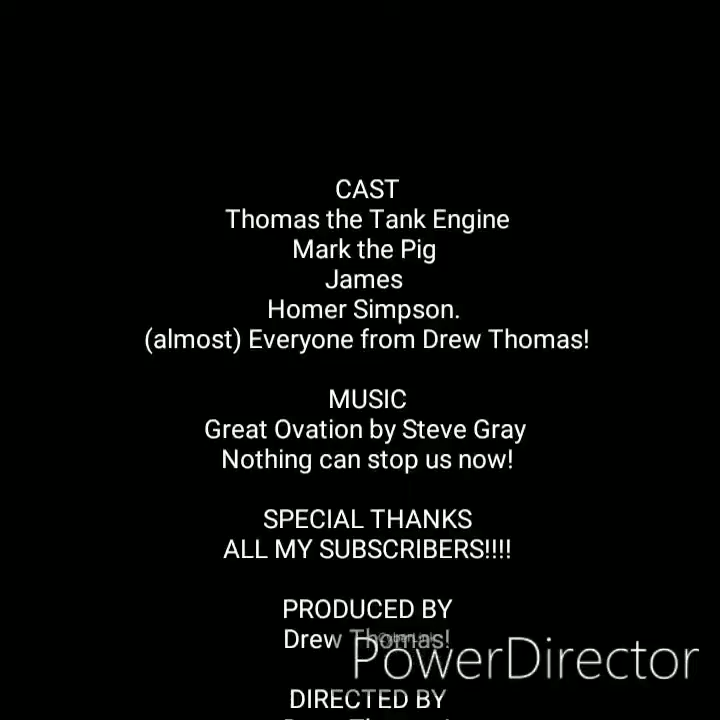 CAST
Thomas the Tank Engine
Mark the Pig
James
Homer Simpson.
(almost) Everyone from Drew Thomas!
MUSIC
Great Ovation by Steve Gray
Nothing can stop us now!
SPECIAL THANKS
ALL MY SUBSCRIBERS!!!!
PRODUCED BY
Drew Thomas!
CyberLink
PowerDirector
DIRECTED BY